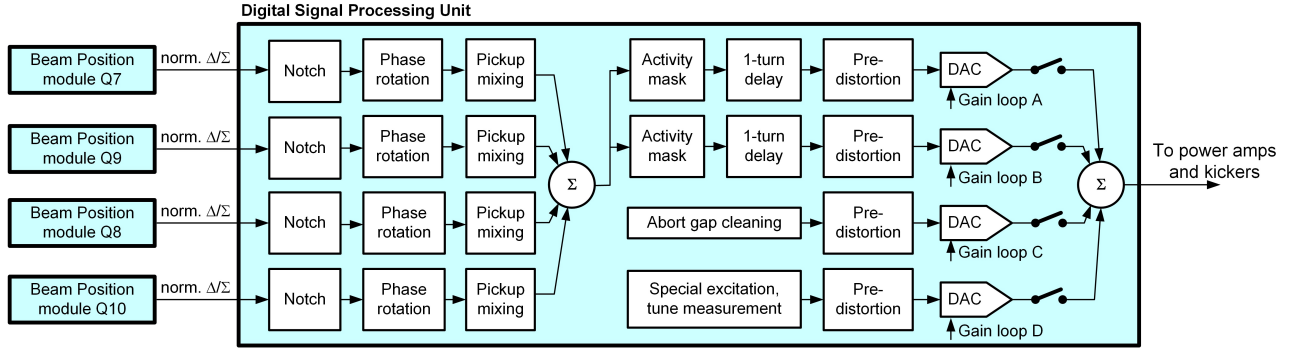 Digital Signal Processing Unit
Beam Position
module Q7
norm. Δ/Σ
Notch
Phase
rotation
Pickup
mixing
Activity
mask
1-turn
delay
Pre-
distortion
DAC
Gain loop A
Beam Position
module Q9
norm. Δ/Σ
Notch
Phase
rotation
Pickup
mixing
Activity
mask
1-turn
delay
Pre-
distortion
DAC
Gain loop B
Σ
Σ
To power amps
and kickers
Beam Position
module Q8
norm. Δ/Σ
Notch
Phase
rotation
Pickup
mixing
Abort gap cleaning
Pre-
distortion
DAC
Gain loop C
Beam Position
module Q10
norm. Δ/Σ
Notch
Phase
rotation
Pickup
mixing
Special excitation,
tune measurement
Pre-
distortion
DAC
Gain loop D